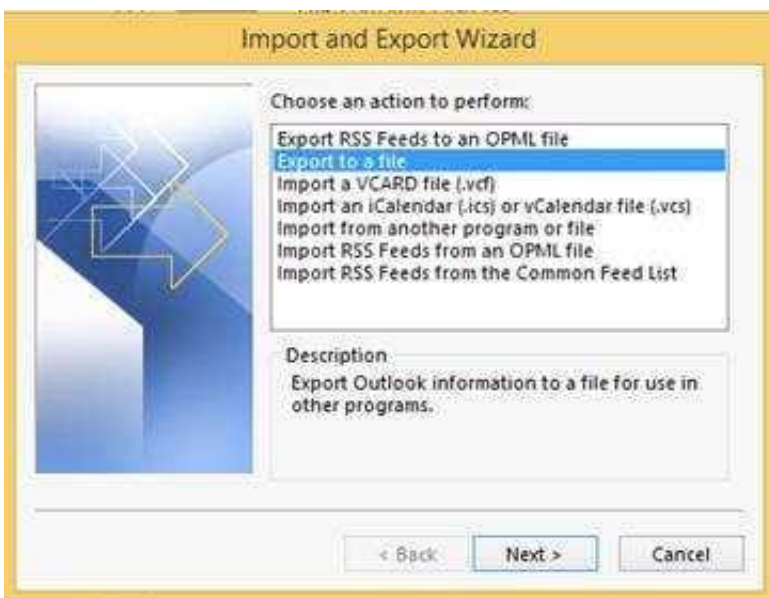 Import and Export Wizard
Choose an action to perform:
Export RSS Feeds to an OPML file
Export to a file
Import a VCARD file (.vcf)
Import an iCalendar (.ics) or vCalendar file (.vcs)
Import from another program or file
Import RSS Feeds from an OPML file
Import RSS Feeds from the Common Feed List
Description
Export Outlook information to a file for use in
other programs.
< Back Next > Cancel